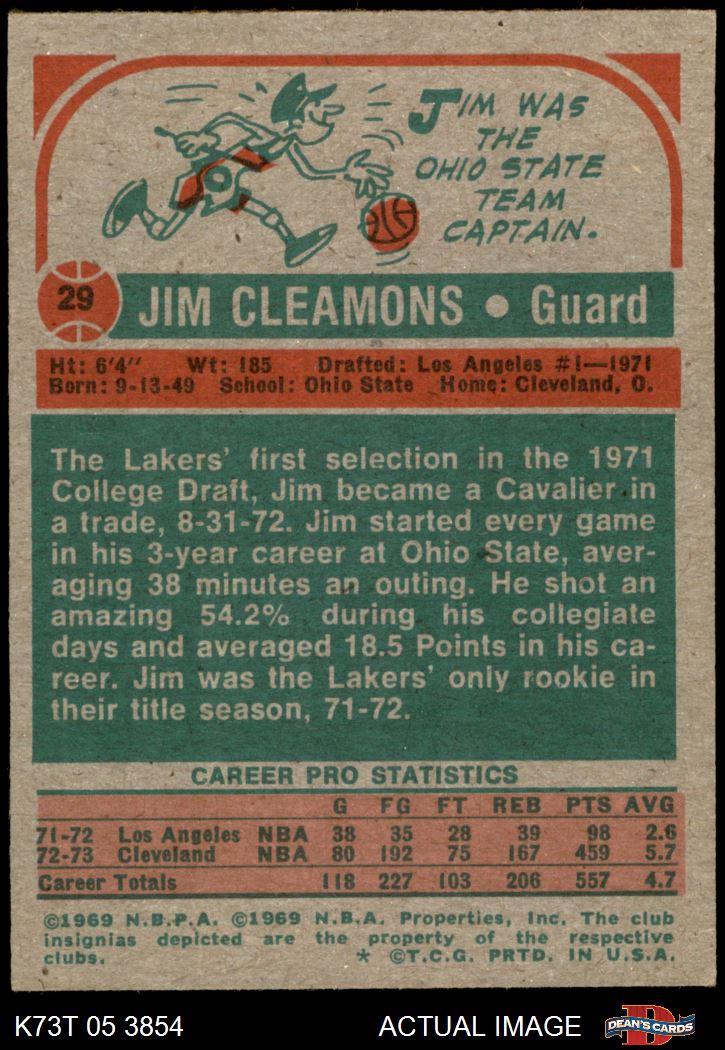 JIM WAS
THE
OHIO STATE
TEAM
CAPTAIN.
29
JIM CLEAMONS • Guard
Ht: 6'4" Wt: 185 Drafted: Los Angeles #1—1971
Born: 9-13-49 School: Ohio State Home: Cleveland, O.
The Lakers' first selection in the 1971
College Draft, Jim became a Cavalier in
a trade, 8-31-72. Jim started every game
in his 3-year career at Ohio State, aver-
aging 38 minutes an outing. He shot an
amazing 54.2% during his collegiate
days and averaged 18.5 Points in his ca-
reer. Jim was the Lakers' only rookie in
their title season, 71-72.
CAREER PRO STATISTICS
G FG FT REB PTS AVG
71-72 Los Angeles NBA 38 35 28 39 98 2.6
72-73 Cleveland NBA 80 192 75 167 459 5.7
Career Totals 118 227 103 206 557 4.7
©1969 N.B.P.A. ©1969 N.B.A. Properties, Inc. The club
insignias depicted are the property of the respective
clubs. * ©T.C.G. PRTD. IN U.S.A.
K73T 05 3854 ACTUAL IMAGE D DEAN'S CARDS